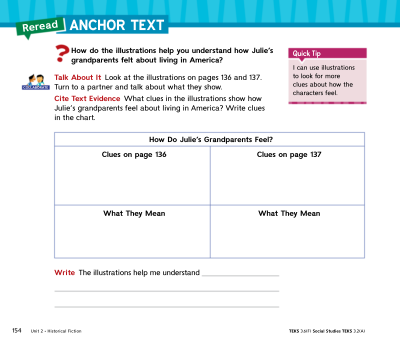 Reread ANCHOR TEXT
? How do the illustrations help you understand how Julie's
grandparents felt about living in America?
Quick Tip
I can use illustrations
to look for more
clues about how the
characters feel.
COLLABORATE
Talk About It Look at the illustrations on pages 136 and 137.
Turn to a partner and talk about what they show.
Cite Text Evidence What clues in the illustrations show how
Julie's grandparents feel about living in America? Write clues
in the chart.
How Do Julie's Grandparents Feel?
Clues on page 136 Clues on page 137
What They Mean What They Mean
Write The illustrations help me understand
154 Unit 2 • Historical Fiction TEKS 3.6(F) Social Studies TEKS 3.2(A)